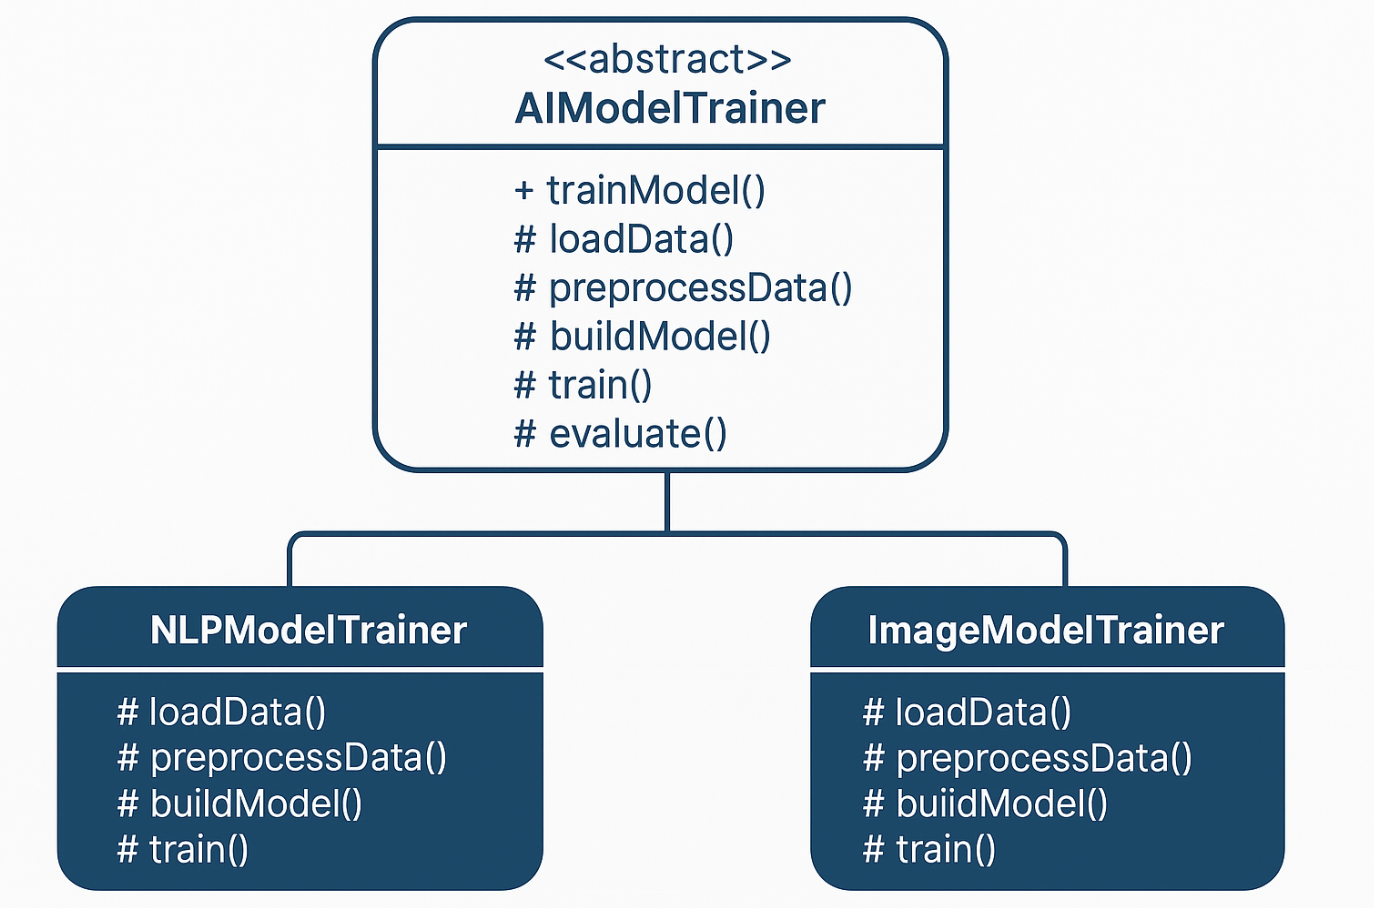 <<abstract>>
AIModelTrainer
+ trainModel()
# loadData()
# preprocessData()
# buildModel()
# train()
# evaluate()
NLPModelTrainer
# loadData()
# preprocessData()
# buildModel()
# train()
ImageModelTrainer
# loadData()
# preprocessData()
# buiidModel()
# train()